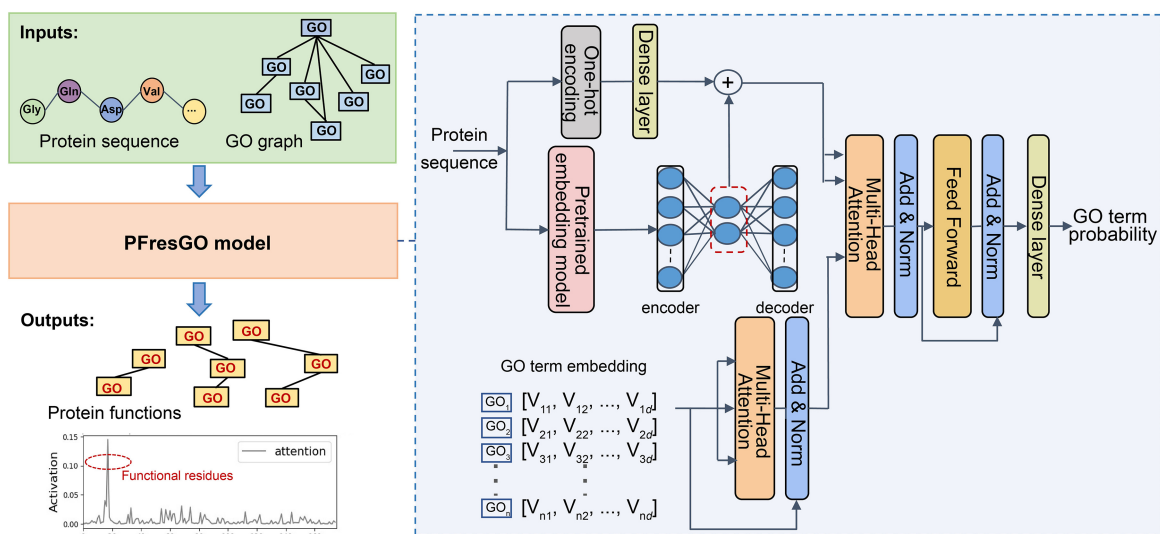 Inputs:
GO
GO
GO
GO
GO
GO
GO
Gly
Gln
Asp
Val
...
Protein sequence
GO graph
PFresGO model
Outputs:
GO
GO
GO
GO
GO
GO
GO
GO
Protein functions
0.15
0.10
0.05
0.00
Activation
attention
Functional residues
Protein
sequence
One-hot
encoding
Dense layer
+
Pretrained
embedding model
encoder
decoder
GO term embedding
GO1 [V11, V12, ..., V1d]
GO2 [V21, V22, ..., V2d]
GO3 [V31, V32, ..., V3d]
GOn [Vn1, Vn2, ..., Vnd]
Multi-Head
Attention
Add & Norm
Multi-Head
Attention
Add & Norm
Feed Forward
Add & Norm
Dense layer
GO term
probability